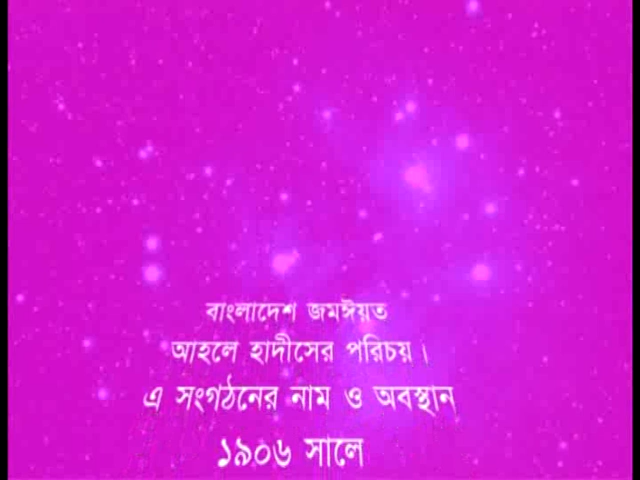 বাংলাদেশ জমঈয়ত
আহলে হাদীসের পরিচয়।
এ সংগঠনের নাম ও অবস্থান
১৯০৬ সালে